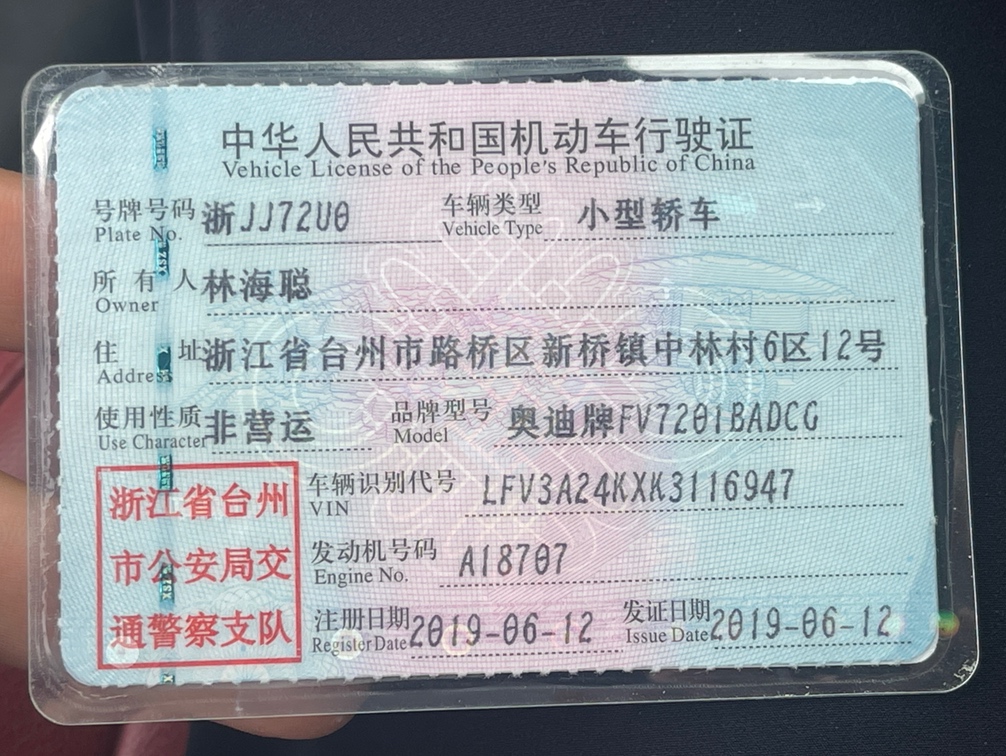 中华人民共和国机动车行驶证
Vehicle License of the People's Republic of China
号牌号码 浙JJ72U0 车辆类型 小型轿车
Plate No. Vehicle Type
所有人 林海聪
Owner
住址 浙江省台州市路桥区新桥镇中林村6区12号
Address
使用性质 非营运 品牌型号 奥迪牌FV7201BADCG
Use Character Model
浙江省台州
市公安局交
通警察支队
车辆识别代号 LFV3A24KXK3116947
VIN
发动机号码 A18707
Engine No.
注册日期 2019-06-12 发证日期 2019-06-12
Register Date Issue Date